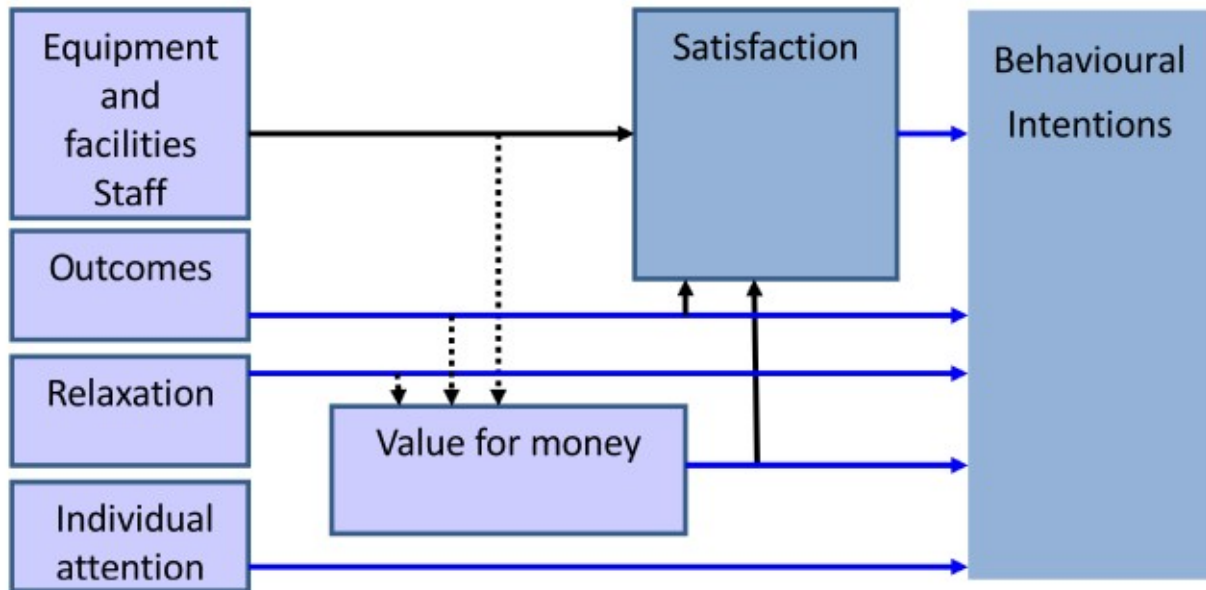 Equipment
and
facilities
Staff
Satisfaction
Behavioural
Intentions
Outcomes
Relaxation
Value for money
Individual
attention